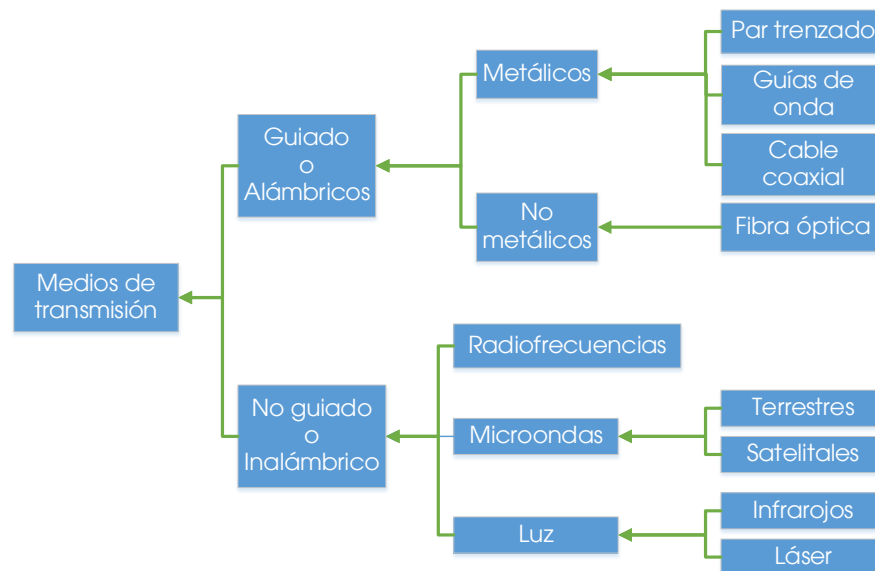 Medios de
transmisión
Guiado
o
Alámbricos
Metálicos
Par trenzado
Guías de
onda
Cable
coaxial
No
metálicos
Fibra óptica
No guiado
o
Inalámbrico
Radiofrecuencias
Microondas
Terrestres
Satelitales
Luz
Infrarojos
Láser